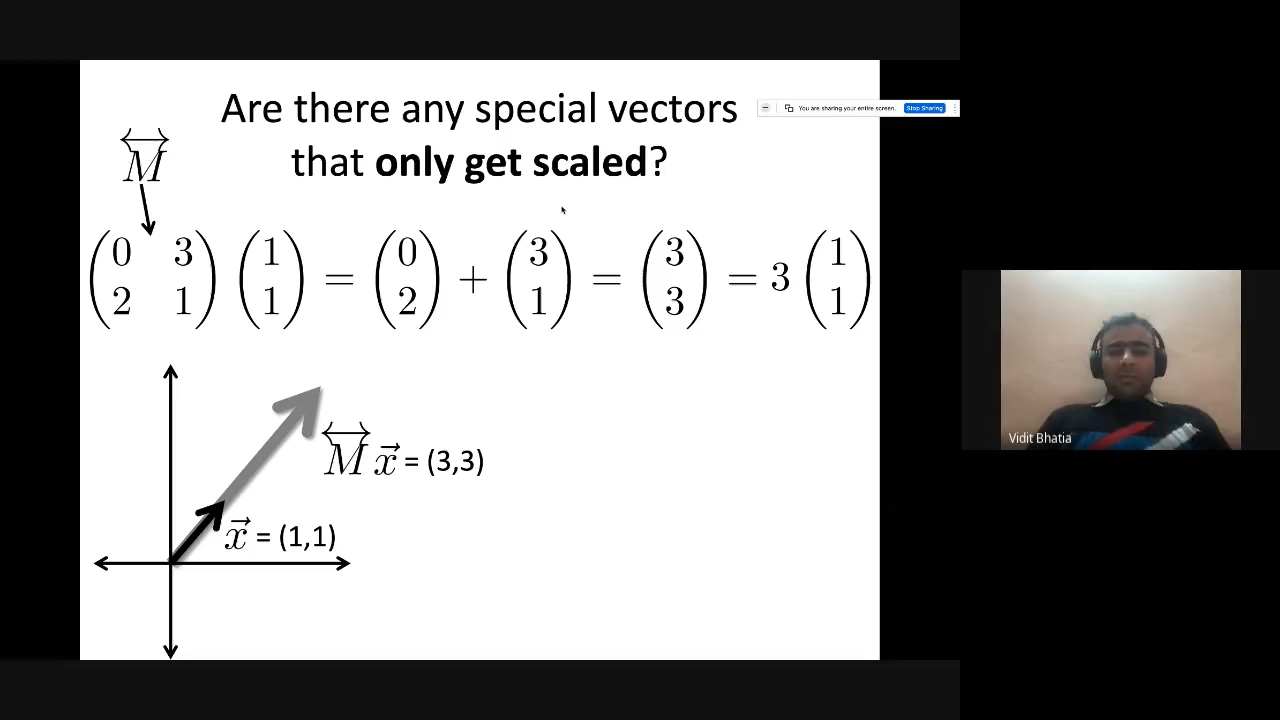 Are there any special vectors
that only get scaled?
You are sharing your entire screen. Stop Sharing
M
(0 3) (1) = (0) + (3) = (3) = 3 (1)
(2 1) (1) (2) (1) (3) (1)
M x = (3,3)
x = (1,1)
Vidit Bhatia